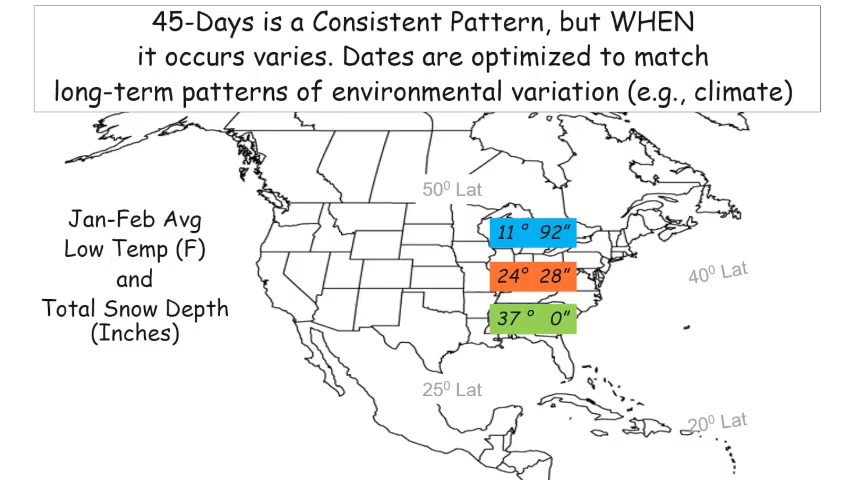 45-Days is a Consistent Pattern, but WHEN
it occurs varies. Dates are optimized to match
long-term patterns of environmental variation (e.g., climate)
50⁰ Lat
Jan-Feb Avg
Low Temp (F)
and
Total Snow Depth
(Inches)
11 ° 92”
24° 28”
40⁰ Lat
37 ° 0”
25⁰ Lat
20⁰ Lat